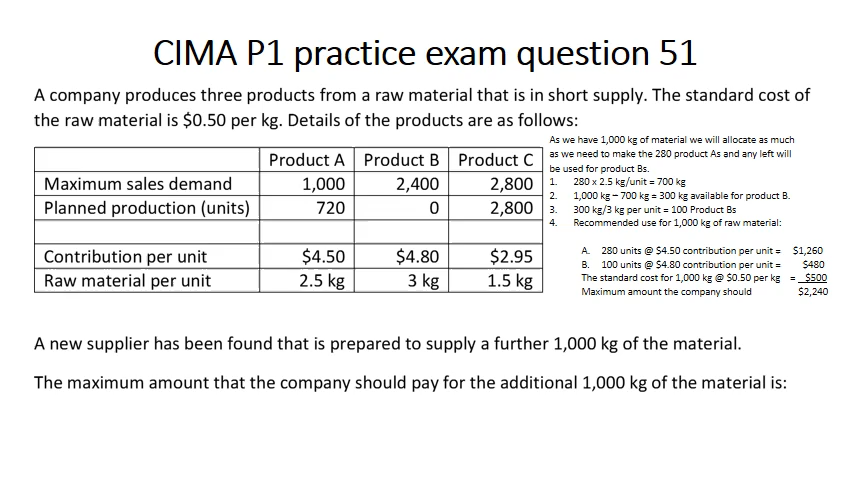 CIMA P1 practice exam question 51
A company produces three products from a raw material that is in short supply. The standard cost of
the raw material is $0.50 per kg. Details of the products are as follows:
Product A Product B Product C
Maximum sales demand 1,000 2,400 2,800
Planned production (units) 720 0 2,800
Contribution per unit $4.50 $4.80 $2.95
Raw material per unit 2.5 kg 3 kg 1.5 kg
As we have 1,000 kg of material we will allocate as much
as we need to make the 280 product As and any left will
be used for product Bs.
1. 280 x 2.5 kg/unit = 700 kg
2. 1,000 kg – 700 kg = 300 kg available for product B.
3. 300 kg/3 kg per unit = 100 Product Bs
4. Recommended use for 1,000 kg of raw material:
A. 280 units @ $4.50 contribution per unit = $1,260
B. 100 units @ $4.80 contribution per unit = $480
The standard cost for 1,000 kg @ $0.50 per kg = $500
Maximum amount the company should $2,240
A new supplier has been found that is prepared to supply a further 1,000 kg of the material.
The maximum amount that the company should pay for the additional 1,000 kg of the material is: